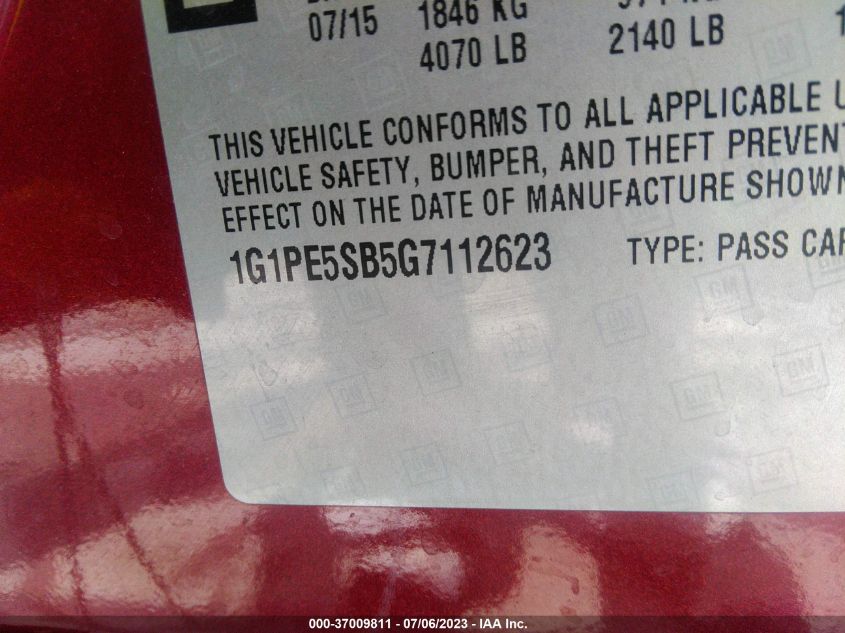 07/15 1846 KG
4070 LB 2140 LB
THIS VEHICLE CONFORMS TO ALL APPLICABLE
VEHICLE SAFETY, BUMPER, AND THEFT PREVENT
EFFECT ON THE DATE OF MANUFACTURE SHOWN
1G1PE5SB5G7112623 TYPE: PASS CAR
GM
000-37009811 - 07/06/2023 - IAA Inc.